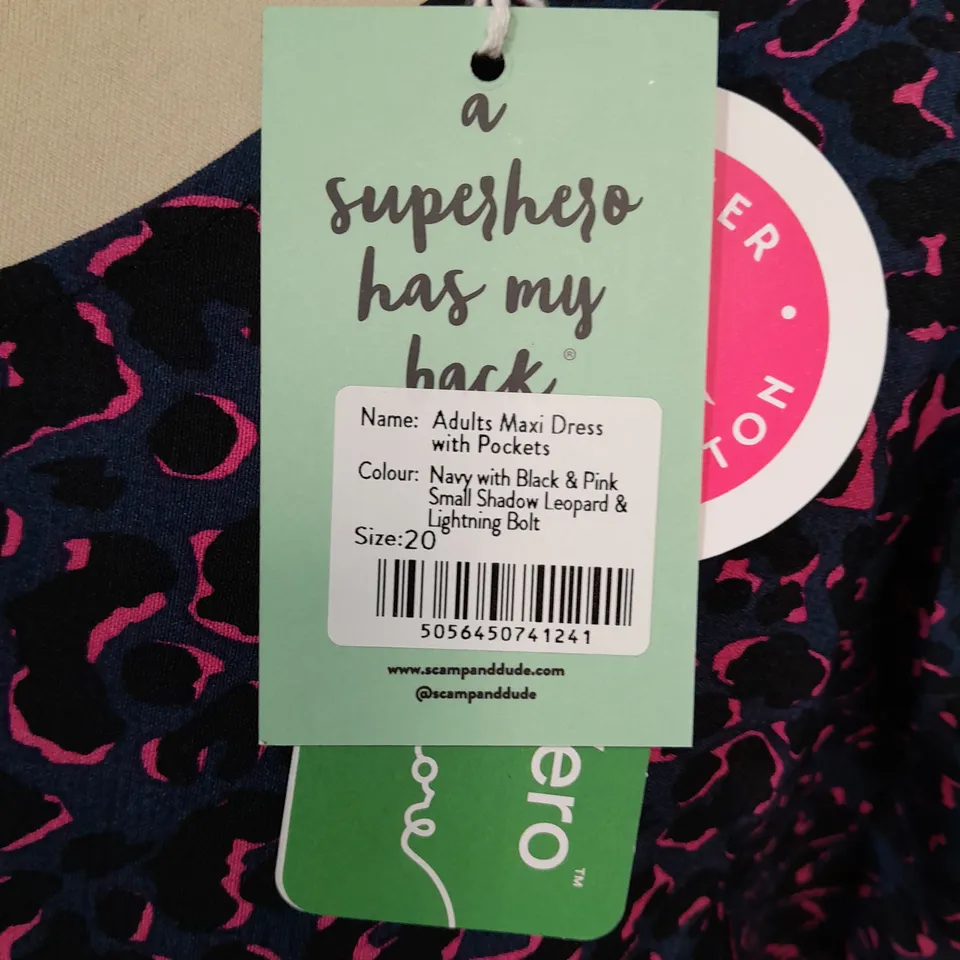 a
superhero
has my
back®
Name: Adults Maxi Dress
with Pockets
Colour: Navy with Black & Pink
Small Shadow Leopard &
Lightning Bolt
Size:20
5056450741241
www.scampanddude.com
@scampanddude